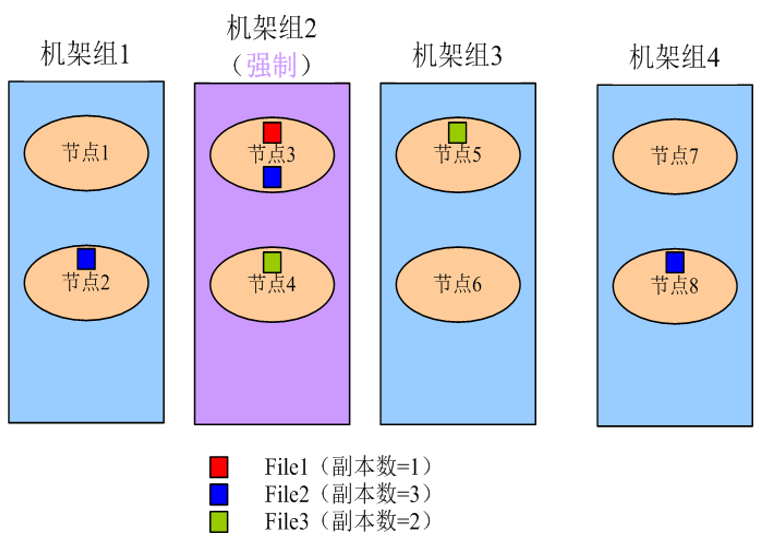 机架组1
机架组2
（强制）
机架组3
机架组4
节点1
节点3
节点5
节点7
节点2
节点4
节点6
节点8
File1（副本数=1）
File2（副本数=3）
File3（副本数=2）